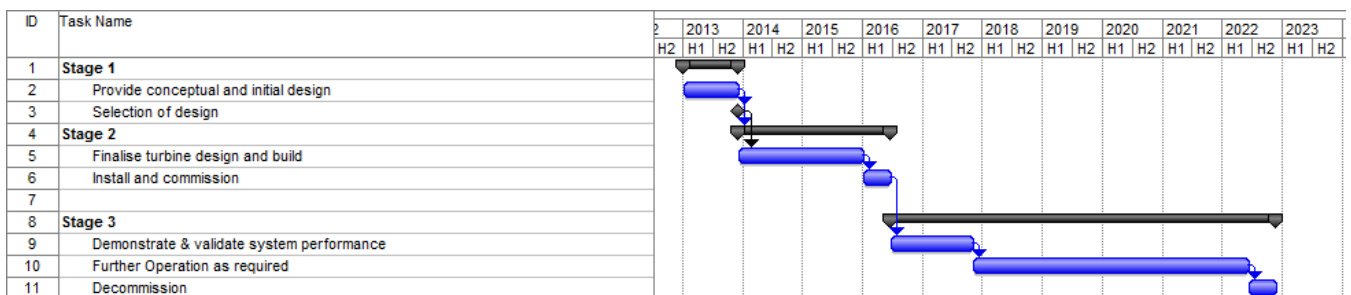 ID Task Name
2 2013 2014 2015 2016 2017 2018 2019 2020 2021 2022 2023
H2 H1 H2 H1 H2 H1 H2 H1 H2 H1 H2 H1 H2 H1 H2 H1 H2 H1 H2 H1 H2 H1 H2
1 Stage 1
2 Provide conceptual and initial design
3 Selection of design
4 Stage 2
5 Finalise turbine design and build
6 Install and commission
7
8 Stage 3
9 Demonstrate & validate system performance
10 Further Operation as required
11 Decommission